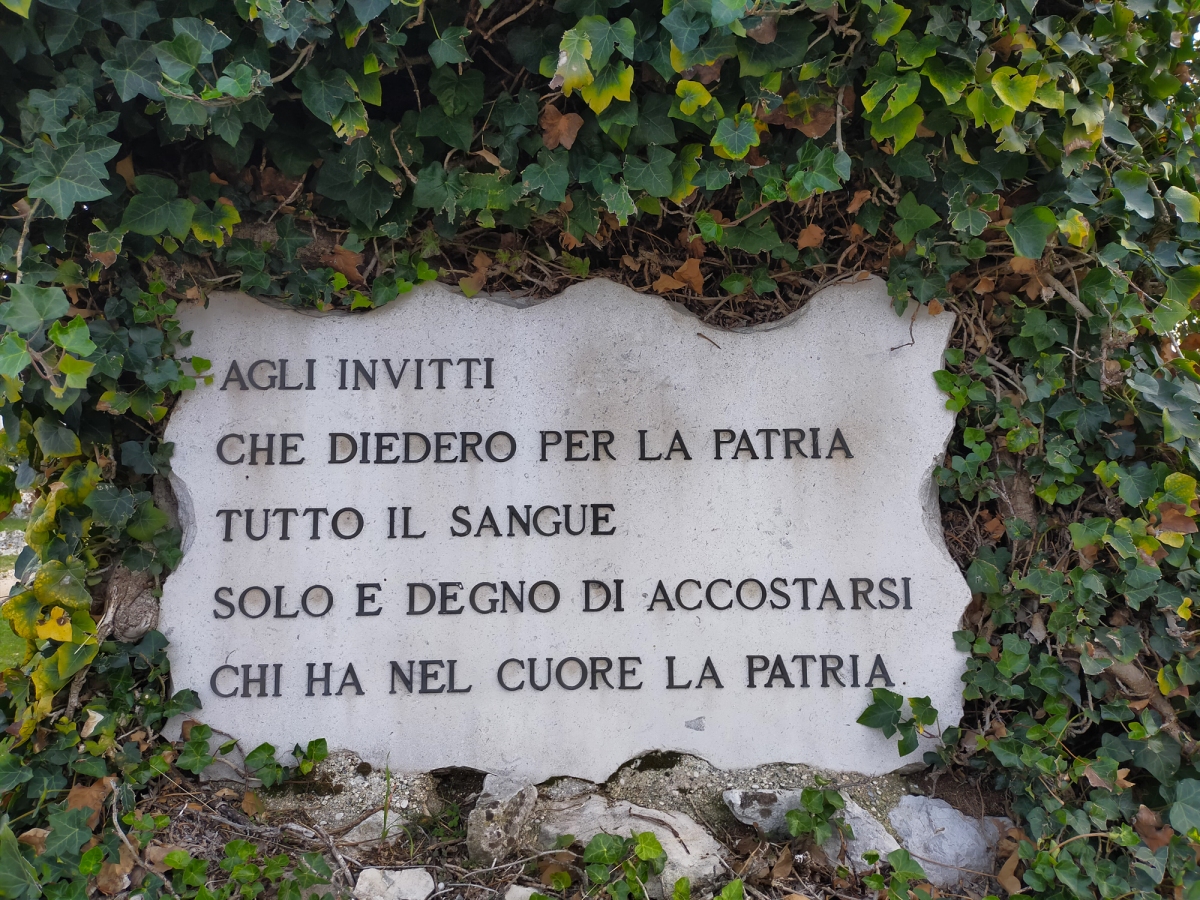 AGLI INVITTI
CHE DIEDERO PER LA PATRIA
TUTTO IL SANGUE
SOLO E DEGNO DI ACCOSTARSI
CHI HA NEL CUORE LA PATRIA